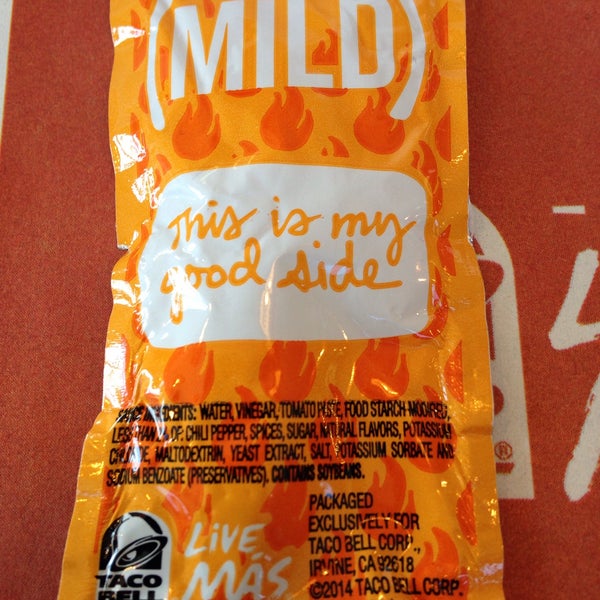 (MILD)
This is my
good side
SAUCE INGREDIENTS: WATER, VINEGAR, TOMATO PASTE, FOOD STARCH-MODIFIED,
LESS THAN 2% OF: CHILI PEPPER, SPICES, SUGAR, NATURAL FLAVORS, POTASSIUM
CHLORIDE, MALTODEXTRIN, YEAST EXTRACT, SALT, POTASSIUM SORBATE AND
SODIUM BENZOATE (PRESERVATIVES). CONTAINS SOYBEANS.
PACKAGED
EXCLUSIVELY FOR
TACO BELL CORP.,
IRVINE, CA 92618
©2014 TACO BELL CORP.
TACO
BELL
LIVE
MÁS
®